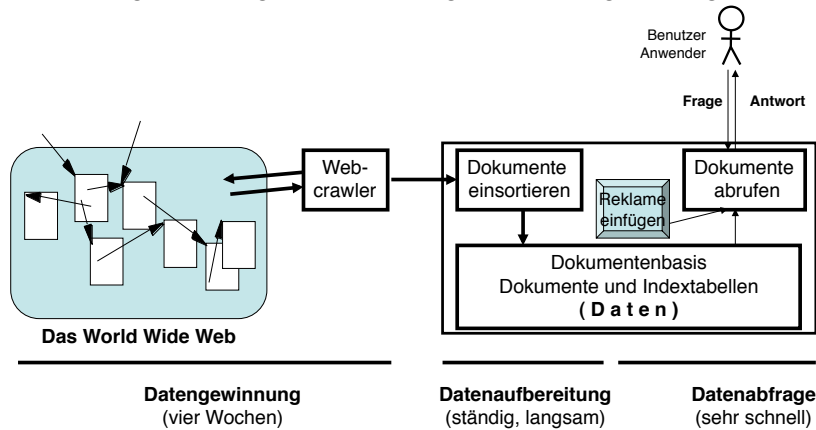 Benutzer
Anwender
Frage
Antwort
Web-
crawler
Dokumente
einsortieren
Reklame
einfügen
Dokumente
abrufen
Dokumentenbasis
Dokumente und Indextabellen
( D a t e n )
Das World Wide Web
Datengewinnung
(vier Wochen)
Datenaufbereitung
(ständig, langsam)
Datenabfrage
(sehr schnell)